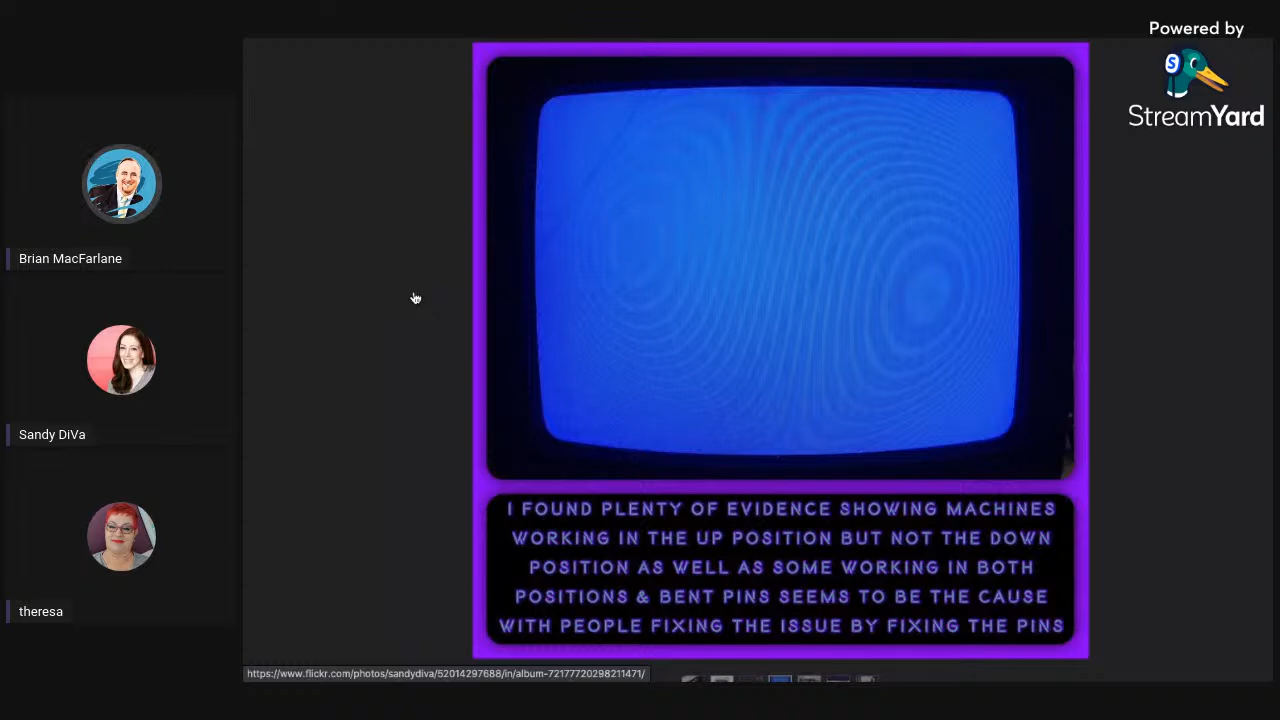 Powered by
StreamYard
Brian MacFarlane
Sandy DiVa
theresa
I FOUND PLENTY OF EVIDENCE SHOWING MACHINES
WORKING IN THE UP POSITION BUT NOT THE DOWN
POSITION AS WELL AS SOME WORKING IN BOTH
POSITIONS & BENT PINS SEEMS TO BE THE CAUSE
WITH PEOPLE FIXING THE ISSUE BY FIXING THE PINS
https://www.flickr.com/photos/sandydiva/52014297688/in/album-72177720298211471/